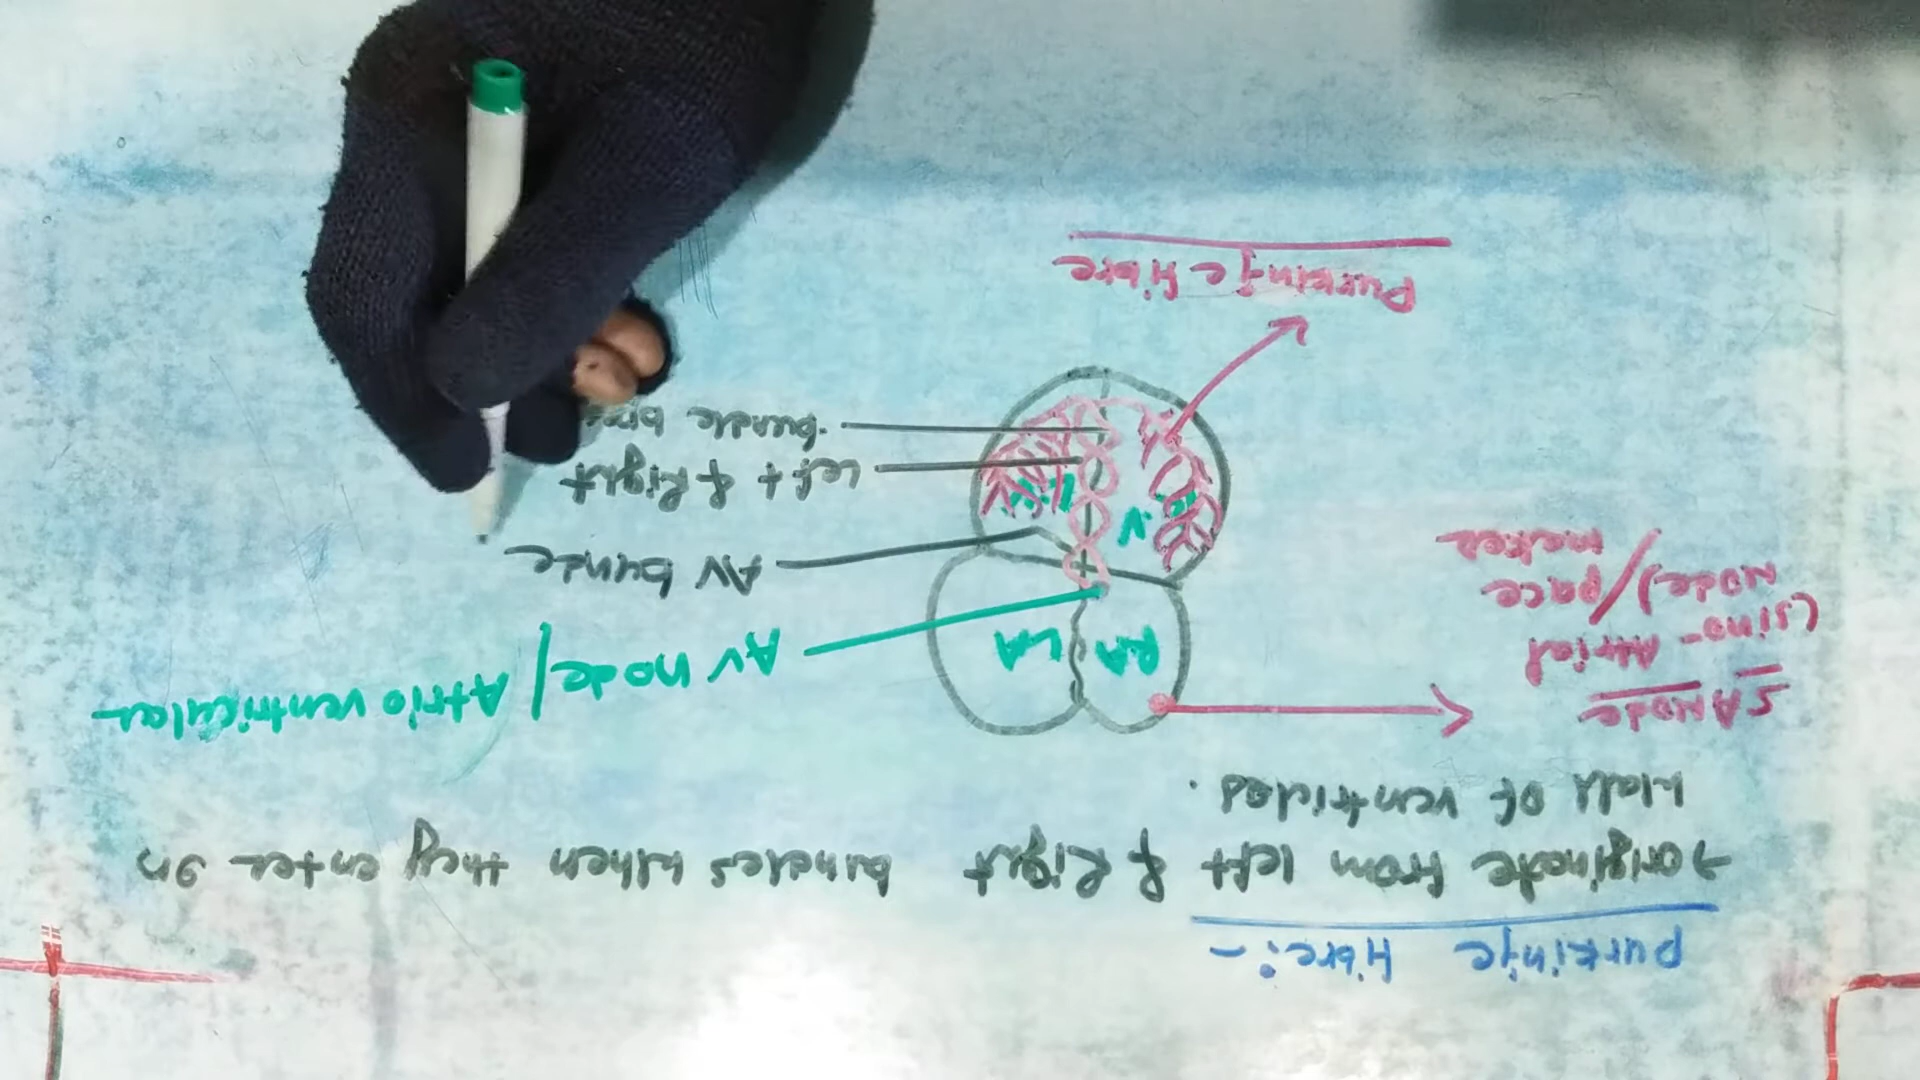 Purkinje fibre:-
→ originate from left & Right bundles when they enter in
wall of ventricles.
SA Node
(sino-Atrial
Node)/pace
maker
RA LA
AV node/Atrio ventricular
AV bundle
Left & Right
bundle
V
Purkinje fibre